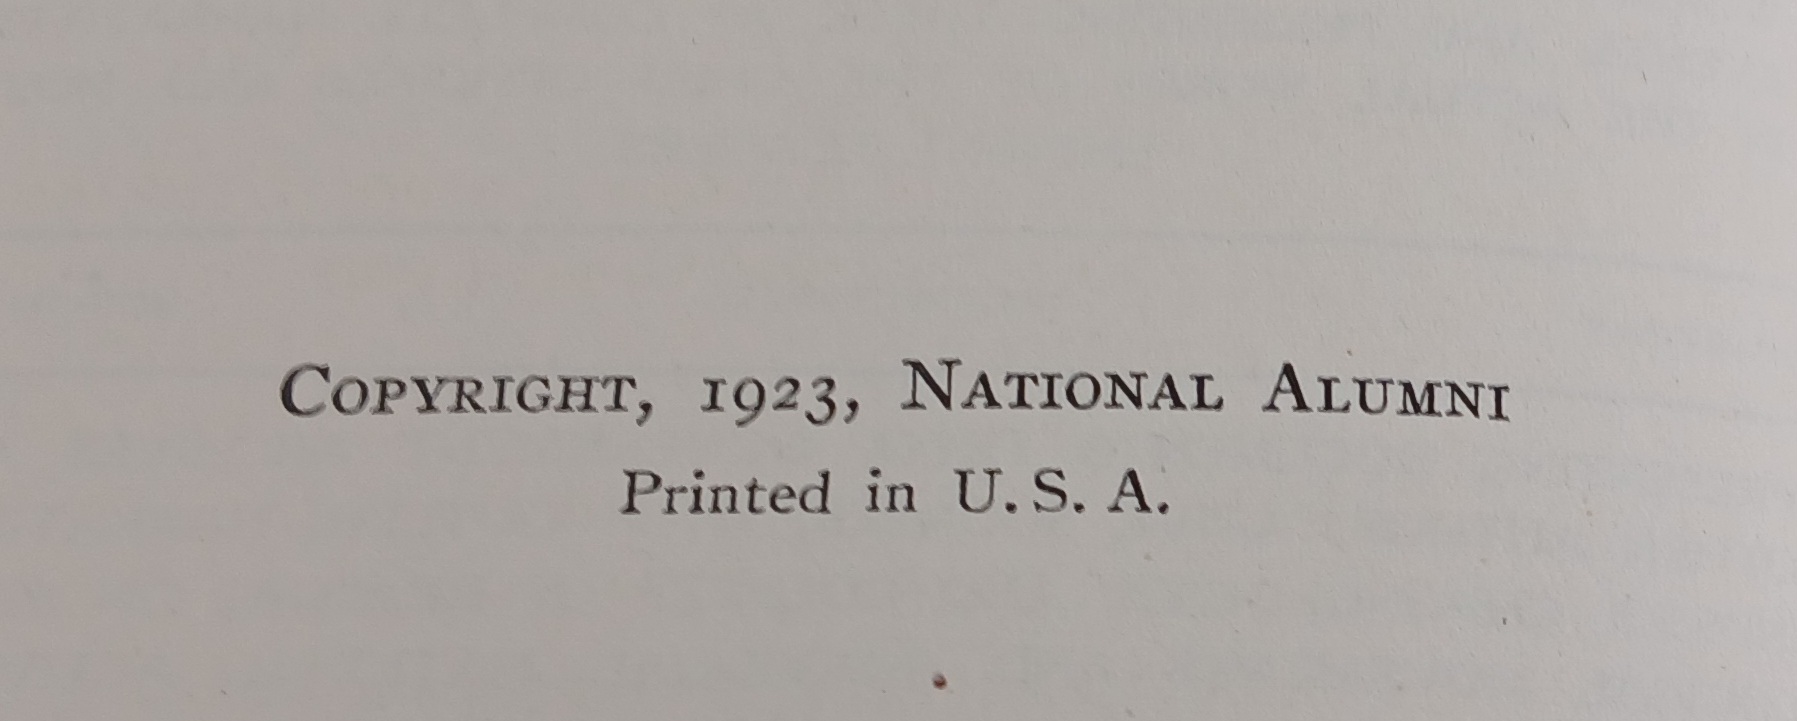 COPYRIGHT, 1923, NATIONAL ALUMNI
Printed in U. S. A.